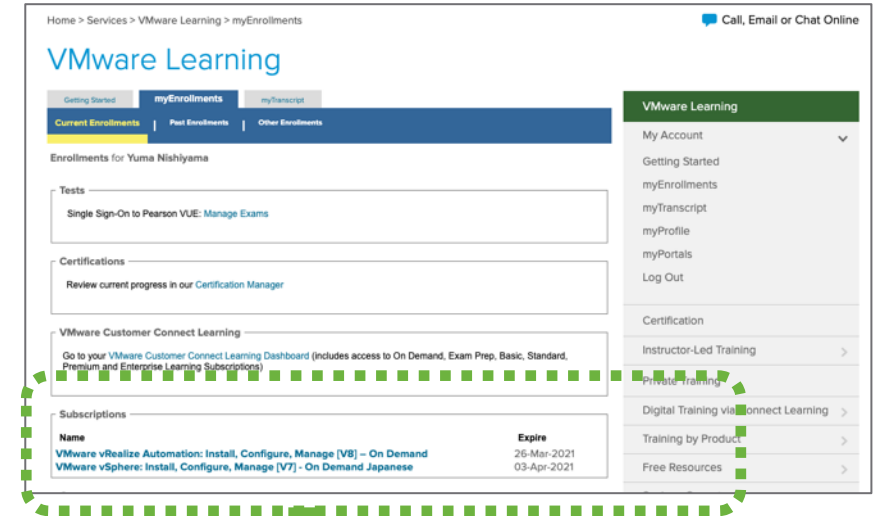 Home > Services > VMware Learning > myEnrollments
Call, Email or Chat Online
VMware Learning
Getting Started
myEnrollments
myTranscript
Current Enrollments | Past Enrollments | Other Enrollments
Enrollments for Yuma Nishiyama
Tests
Single Sign-On to Pearson VUE: Manage Exams
Certifications
Review current progress in our Certification Manager
VMware Customer Connect Learning
Go to your VMware Customer Connect Learning Dashboard (includes access to On Demand, Exam Prep, Basic, Standard,
Premium and Enterprise Learning Subscriptions)
Subscriptions
Name Expire
VMware vRealize Automation: Install, Configure, Manage [V8] – On Demand 26-Mar-2021
VMware vSphere: Install, Configure, Manage [V7] - On Demand Japanese 03-Apr-2021
VMware Learning
My Account
Getting Started
myEnrollments
myTranscript
myProfile
myPortals
Log Out
Certification
Instructor-Led Training
Private Training
Digital Training via Connect Learning
Training by Product
Free Resources